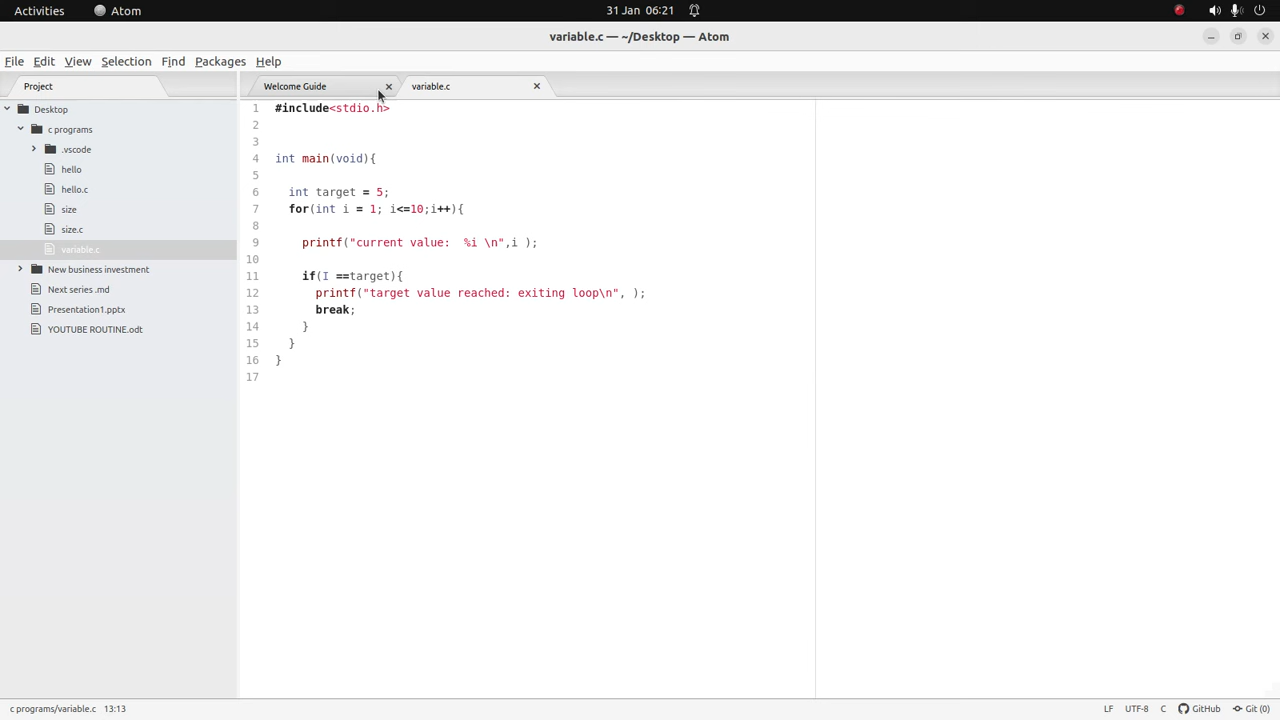 Activities Atom 31 Jan 06:21
variable.c — ~/Desktop — Atom
File Edit View Selection Find Packages Help
Project Welcome Guide variable.c
Desktop
c programs
.vscode
hello
hello.c
size
size.c
variable.c
New business investment
Next series .md
Presentation1.pptx
YOUTUBE ROUTINE.odt
1 #include<stdio.h>
2
3
4 int main(void){
5
6 int target = 5;
7 for(int i = 1; i<=10;i++){
8
9 printf("current value:  %i \n",i );
10
11 if(I ==target){
12 printf("target value reached: exiting loop\n", );
13 break;
14 }
15 }
16 }
17
c programs/variable.c 13:13 LF UTF-8 C GitHub Git (0)